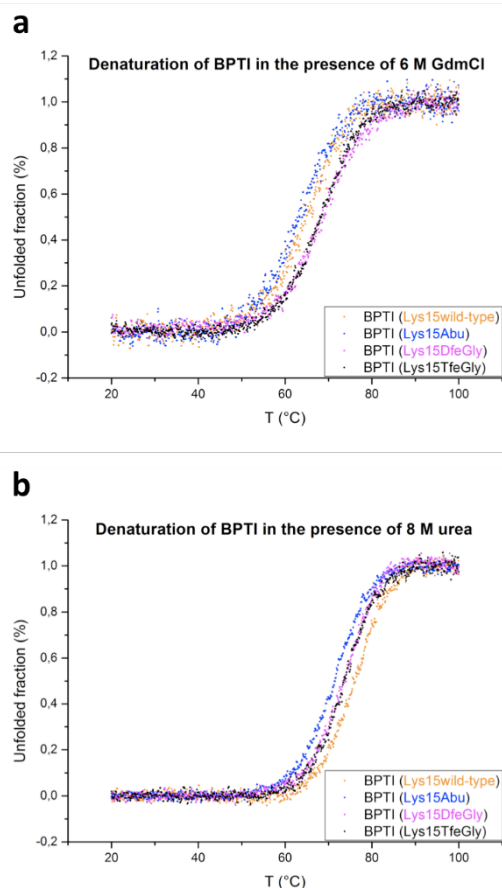 a
Denaturation of BPTI in the presence of 6 M GdmCl
Unfolded fraction (%)
1,2
1,0
0,8
0,6
0,4
0,2
0,0
-0,2
20 40 60 80 100
T (°C)
BPTI (Lys15wild-type)
BPTI (Lys15Abu)
BPTI (Lys15DfeGly)
BPTI (Lys15TfeGly)
b
Denaturation of BPTI in the presence of 8 M urea
Unfolded fraction (%)
1,2
1,0
0,8
0,6
0,4
0,2
0,0
-0,2
20 40 60 80 100
T (°C)
BPTI (Lys15wild-type)
BPTI (Lys15Abu)
BPTI (Lys15DfeGly)
BPTI (Lys15TfeGly)